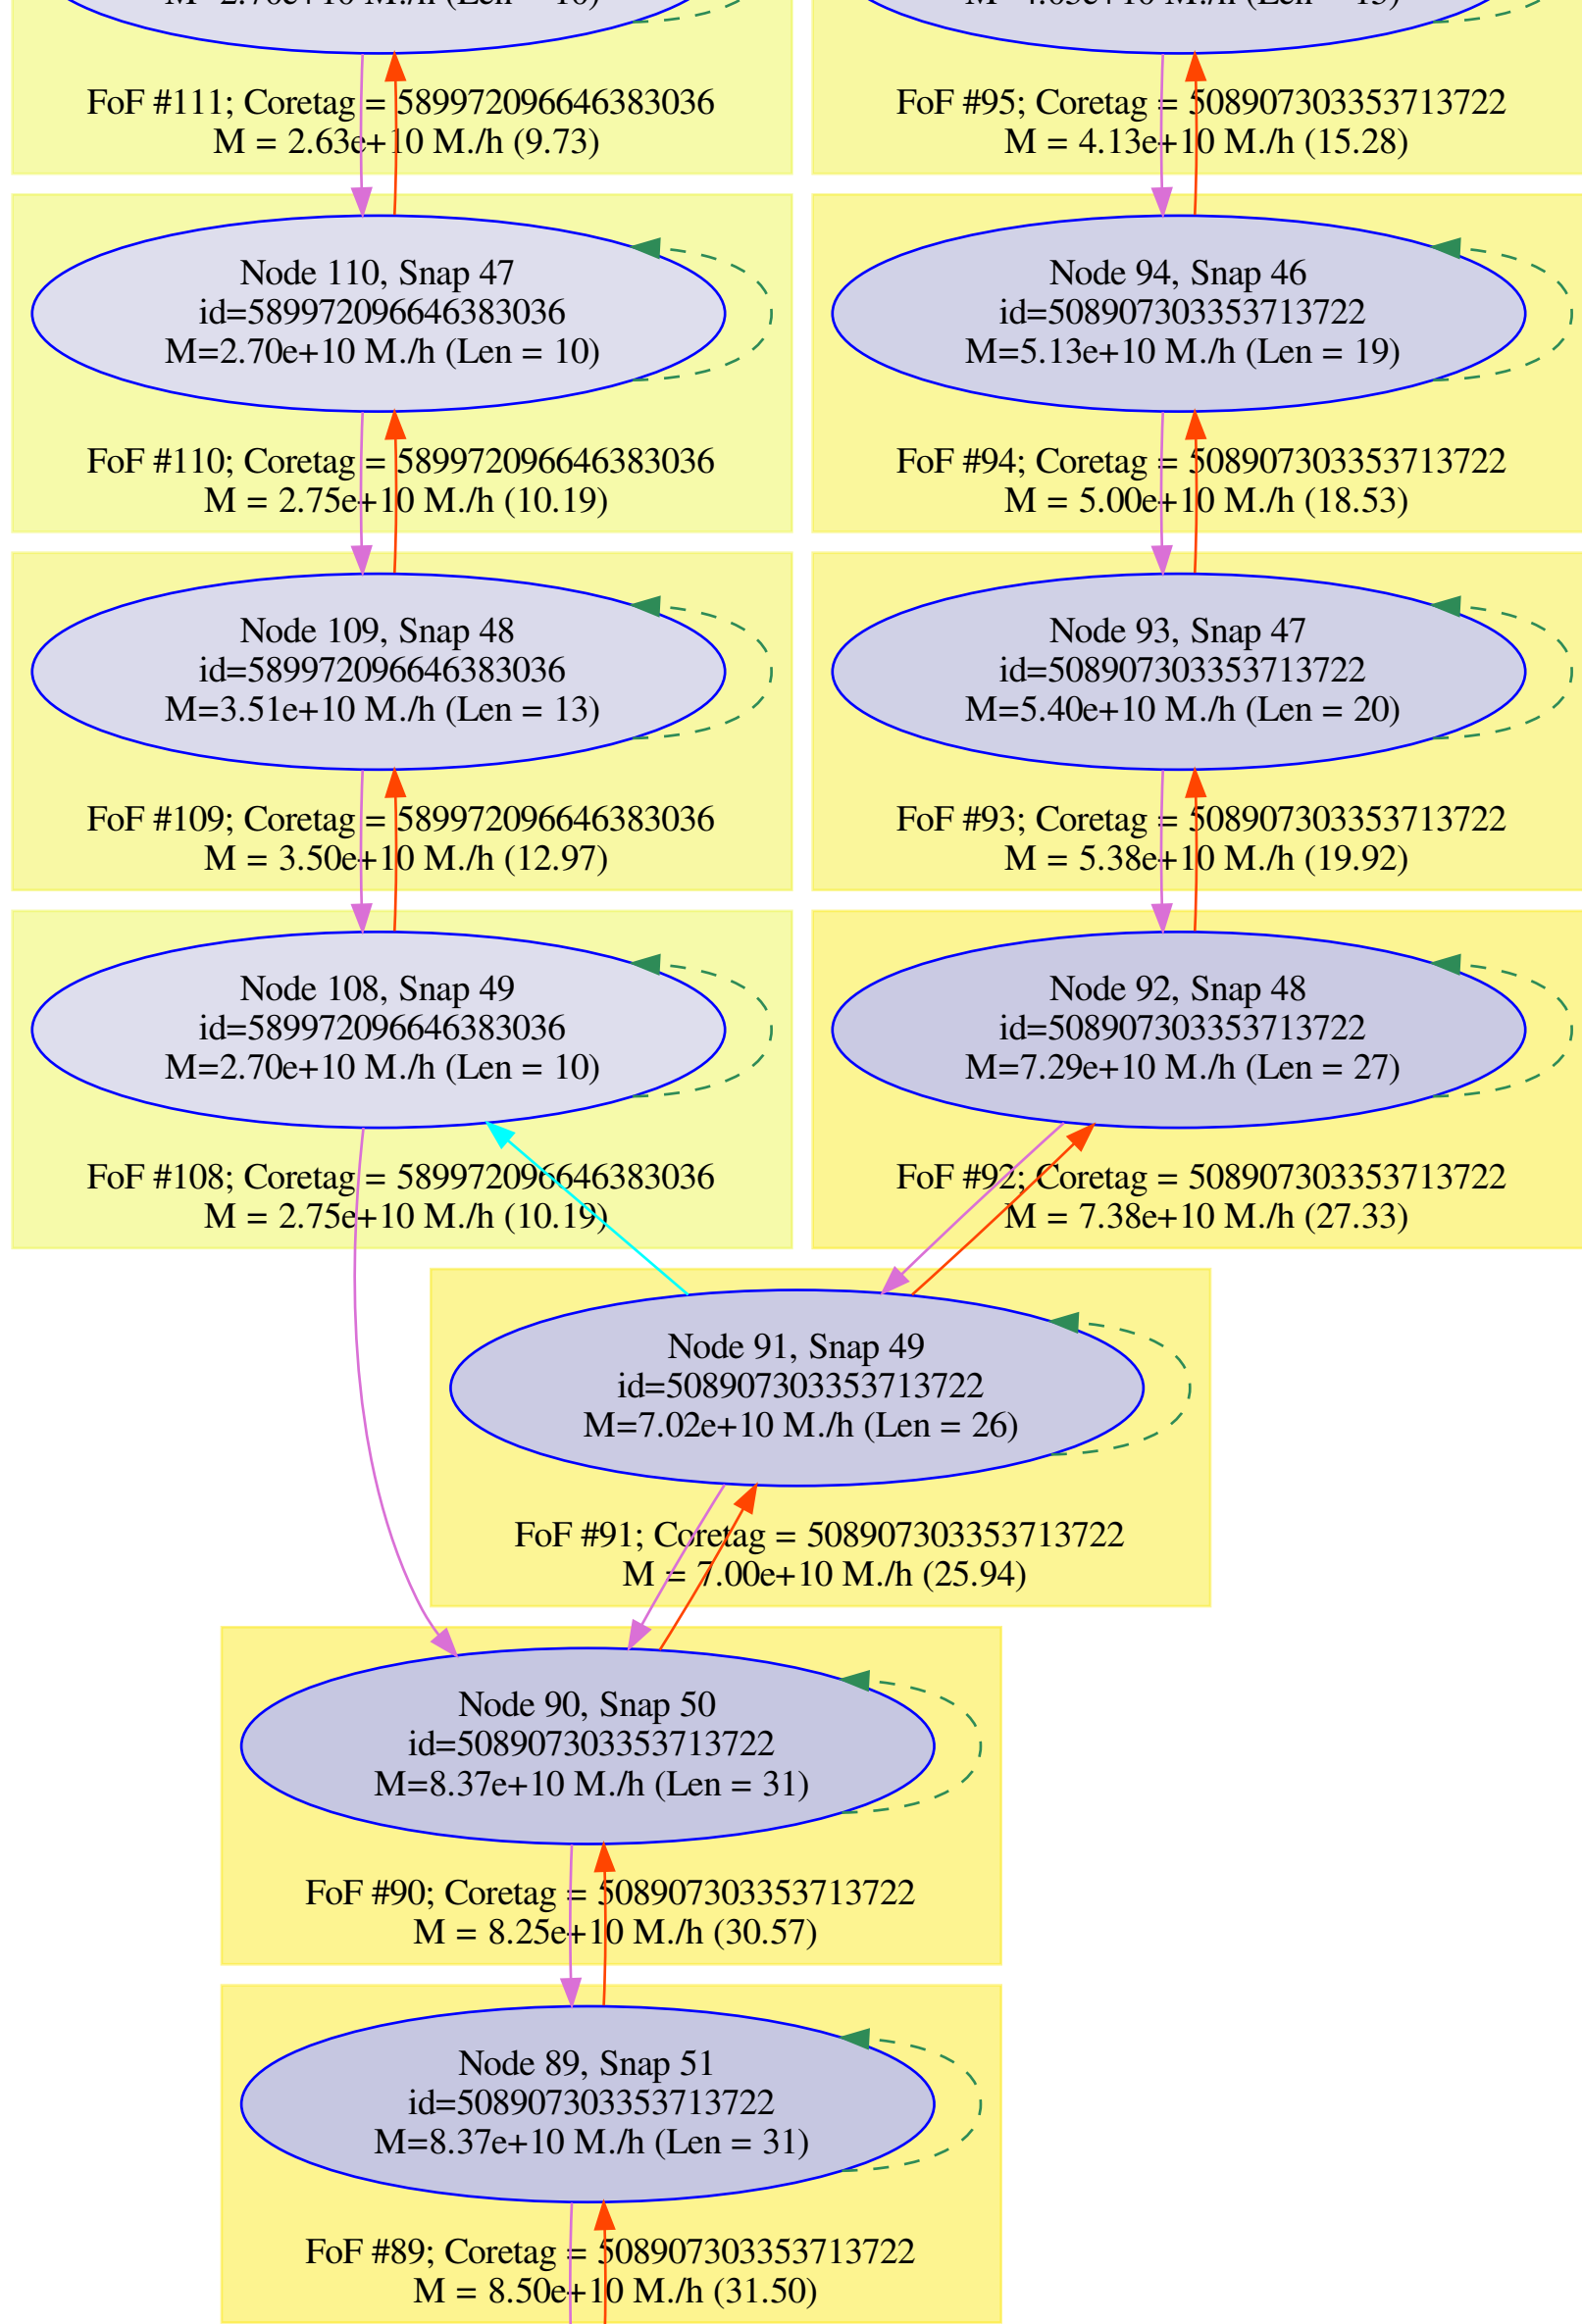 FoF #111; Coretag = 589972096646383036
M = 2.63e+10 M./h (9.73)
FoF #95; Coretag = 508907303353713722
M = 4.13e+10 M./h (15.28)
Node 110, Snap 47
id=589972096646383036
M=2.70e+10 M./h (Len = 10)
FoF #110; Coretag = 589972096646383036
M = 2.75e+10 M./h (10.19)
Node 94, Snap 46
id=508907303353713722
M=5.13e+10 M./h (Len = 19)
FoF #94; Coretag = 508907303353713722
M = 5.00e+10 M./h (18.53)
Node 109, Snap 48
id=589972096646383036
M=3.51e+10 M./h (Len = 13)
FoF #109; Coretag = 589972096646383036
M = 3.50e+10 M./h (12.97)
Node 93, Snap 47
id=508907303353713722
M=5.40e+10 M./h (Len = 20)
FoF #93; Coretag = 508907303353713722
M = 5.38e+10 M./h (19.92)
Node 108, Snap 49
id=589972096646383036
M=2.70e+10 M./h (Len = 10)
FoF #108; Coretag = 589972096646383036
M = 2.75e+10 M./h (10.19)
Node 92, Snap 48
id=508907303353713722
M=7.29e+10 M./h (Len = 27)
FoF #92; Coretag = 508907303353713722
M = 7.38e+10 M./h (27.33)
Node 91, Snap 49
id=508907303353713722
M=7.02e+10 M./h (Len = 26)
FoF #91; Coretag = 508907303353713722
M = 7.00e+10 M./h (25.94)
Node 90, Snap 50
id=508907303353713722
M=8.37e+10 M./h (Len = 31)
FoF #90; Coretag = 508907303353713722
M = 8.25e+10 M./h (30.57)
Node 89, Snap 51
id=508907303353713722
M=8.37e+10 M./h (Len = 31)
FoF #89; Coretag = 508907303353713722
M = 8.50e+10 M./h (31.50)